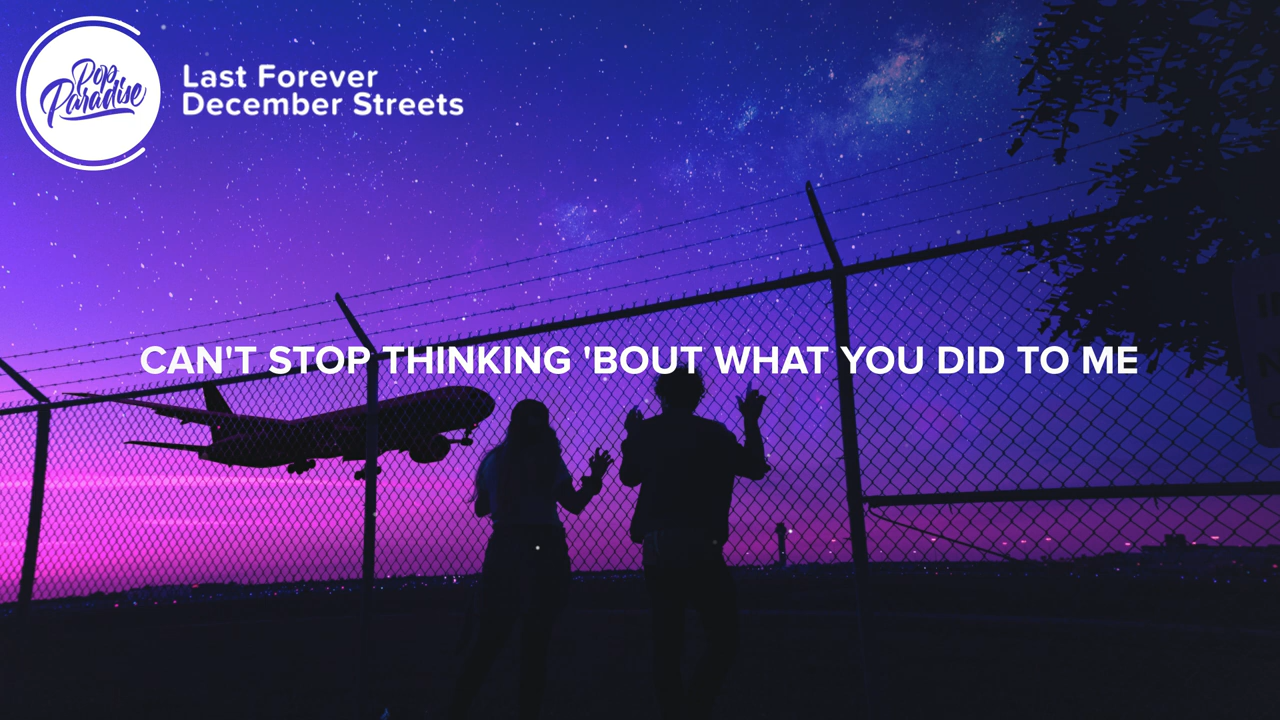 Pop
Paradise
Last Forever
December Streets
CAN'T STOP THINKING 'BOUT WHAT YOU DID TO ME